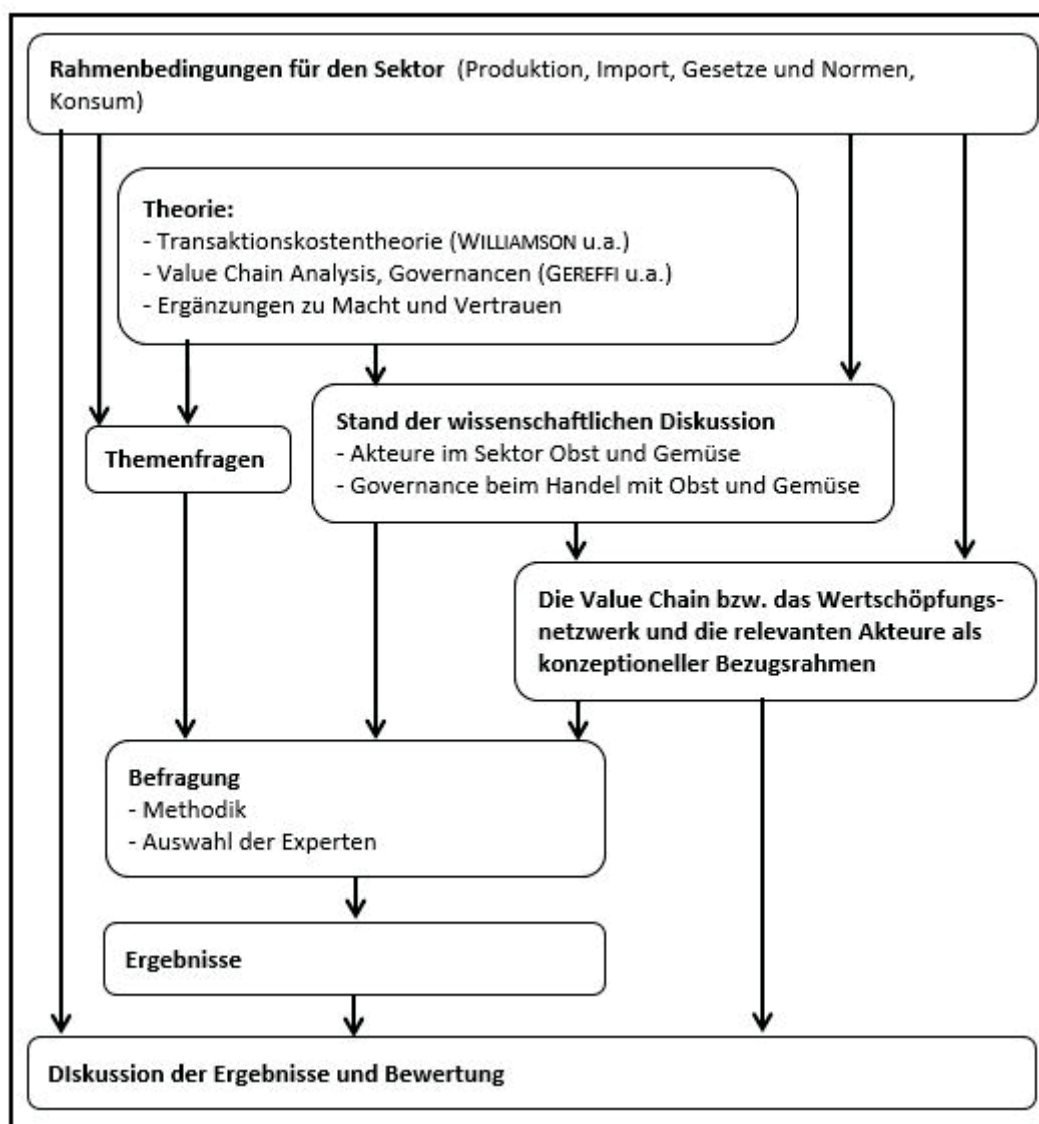 Rahmenbedingungen für den Sektor (Produktion, Import, Gesetze und Normen,
Konsum)
Theorie:
- Transaktionskostentheorie (WILLIAMSON u.a.)
- Value Chain Analysis, Governancen (GEREFFI u.a.)
- Ergänzungen zu Macht und Vertrauen
Themenfragen
Stand der wissenschaftlichen Diskussion
- Akteure im Sektor Obst und Gemüse
- Governance beim Handel mit Obst und Gemüse
Die Value Chain bzw. das Wertschöpfungs-
netzwerk und die relevanten Akteure als
konzeptioneller Bezugsrahmen
Befragung
- Methodik
- Auswahl der Experten
Ergebnisse
DIskussion der Ergebnisse und Bewertung